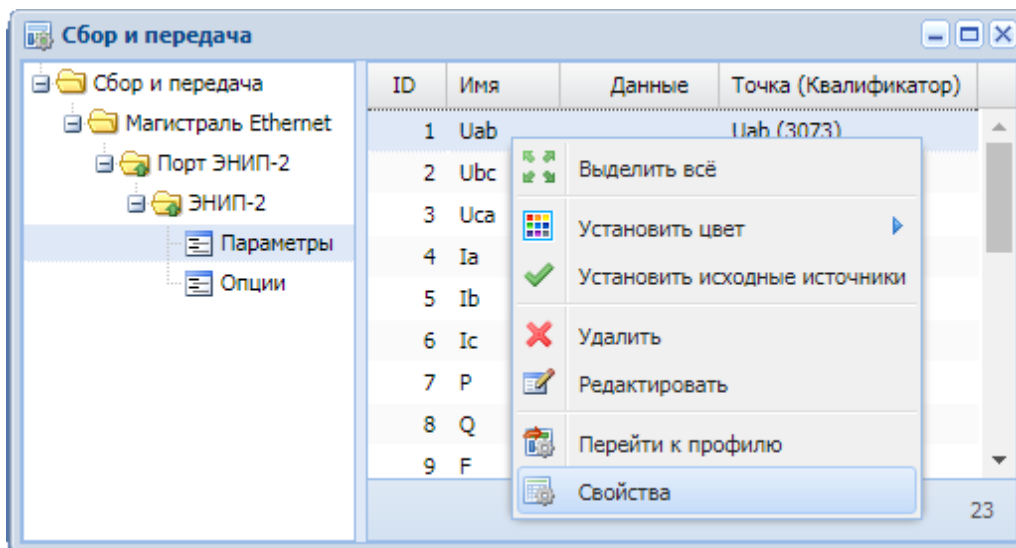 Сбор и передача
Сбор и передача
Магистраль Ethernet
Порт ЭНИП-2
ЭНИП-2
Параметры
Опции
ID Имя Данные Точка (Квалификатор)
1 Uab Uab (3073)
2 Ubc
3 Uca
4 Ia
5 Ib
6 Ic
7 P
8 Q
9 F
Выделить всё
Установить цвет
Установить исходные источники
Удалить
Редактировать
Перейти к профилю
Свойства
23